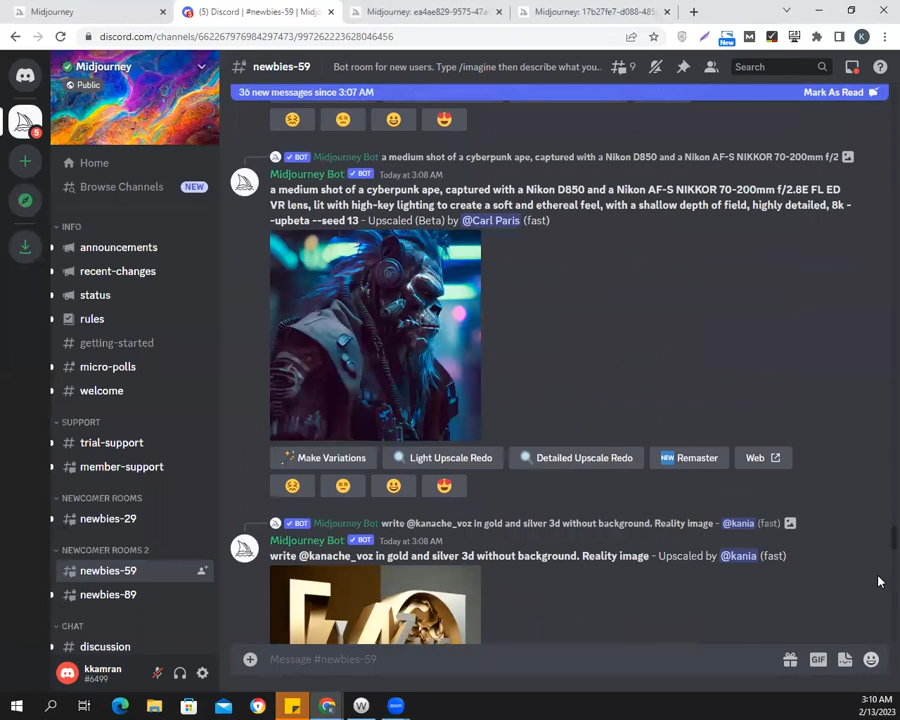 Midjourney
(5) Discord | #newbies-59 | Midj
Midjourney: ea4ae829-9575-47a
Midjourney: 17b27fe7-d088-485
discord.com/channels/662267976984297473/997262223628046456
New
K
Midjourney
Public
newbies-59
Bot room for new users. Type /imagine then describe what you...
9
Search
36 new messages since 3:07 AM
Mark As Read
5
Home
Browse Channels
NEW
INFO
announcements
recent-changes
status
rules
getting-started
micro-polls
welcome
SUPPORT
trial-support
member-support
NEWCOMER ROOMS
newbies-29
NEWCOMER ROOMS 2
newbies-59
newbies-89
CHAT
discussion
kkamran
#6499
BOT Midjourney Bot a medium shot of a cyberpunk ape, captured with a Nikon D850 and a Nikon AF-S NIKKOR 70-200mm f/2
Midjourney Bot BOT Today at 3:08 AM
a medium shot of a cyberpunk ape, captured with a Nikon D850 and a Nikon AF-S NIKKOR 70-200mm f/2.8E FL ED
VR lens, lit with high-key lighting to create a soft and ethereal feel, with a shallow depth of field, highly detailed, 8k -
-upbeta --seed 13 - Upscaled (Beta) by @Carl Paris (fast)
Make Variations
Light Upscale Redo
Detailed Upscale Redo
NEW Remaster
Web
BOT Midjourney Bot write @kanache_voz in gold and silver 3d without background. Reality image - @kania (fast)
Midjourney Bot BOT Today at 3:08 AM
write @kanache_voz in gold and silver 3d without background. Reality image - Upscaled by @kania (fast)
Message #newbies-59
GIF
W
zoom
3:10 AM
2/13/2023